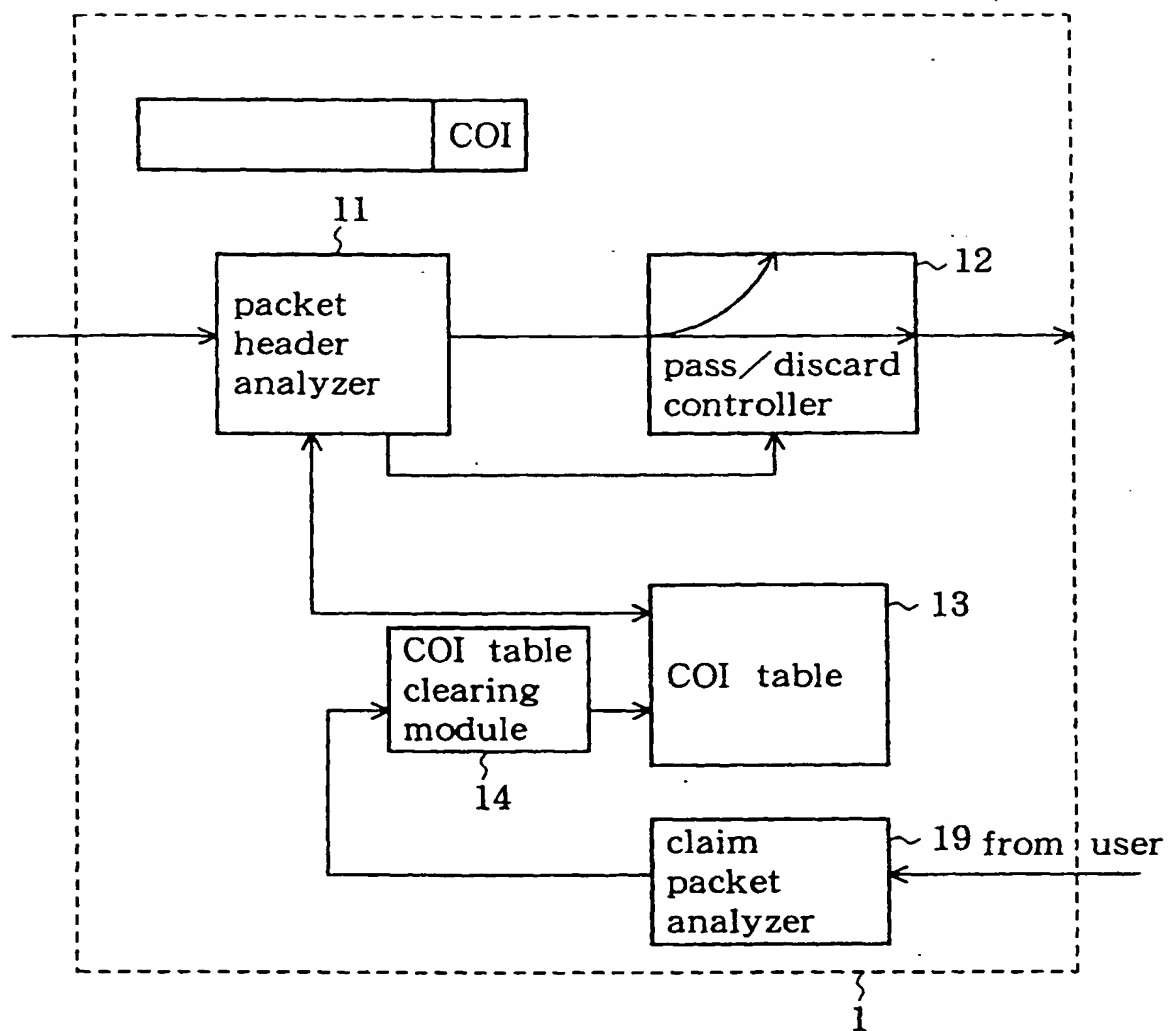 COI
11
packet
header
analyzer
12
pass/discard
controller
13
COI table
clearing
module
14
COI table
claim
packet
analyzer
19
from user
1